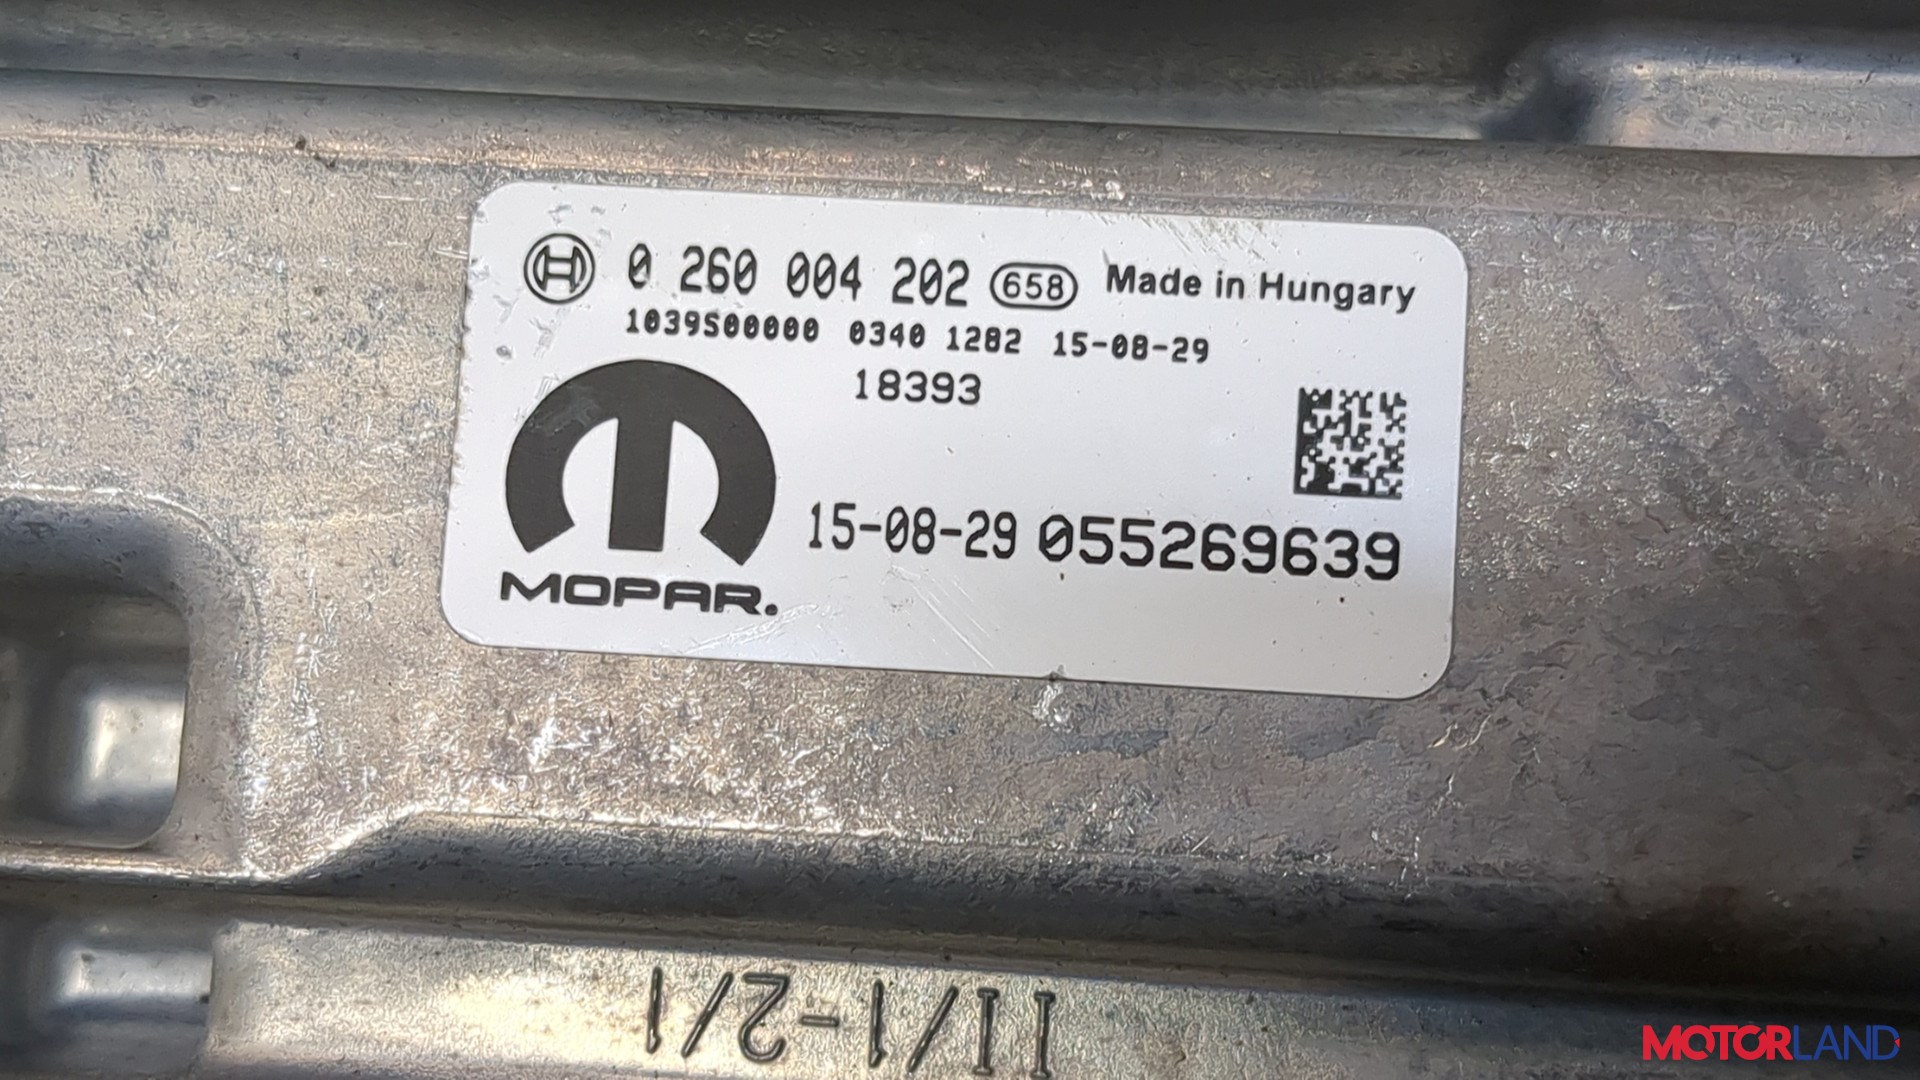 0 260 004 202 658 Made in Hungary
1039S00000 0340 1282 15-08-29
18393
15-08-29 055269639
MOPAR.
II/1-2/1
MOTORLAND